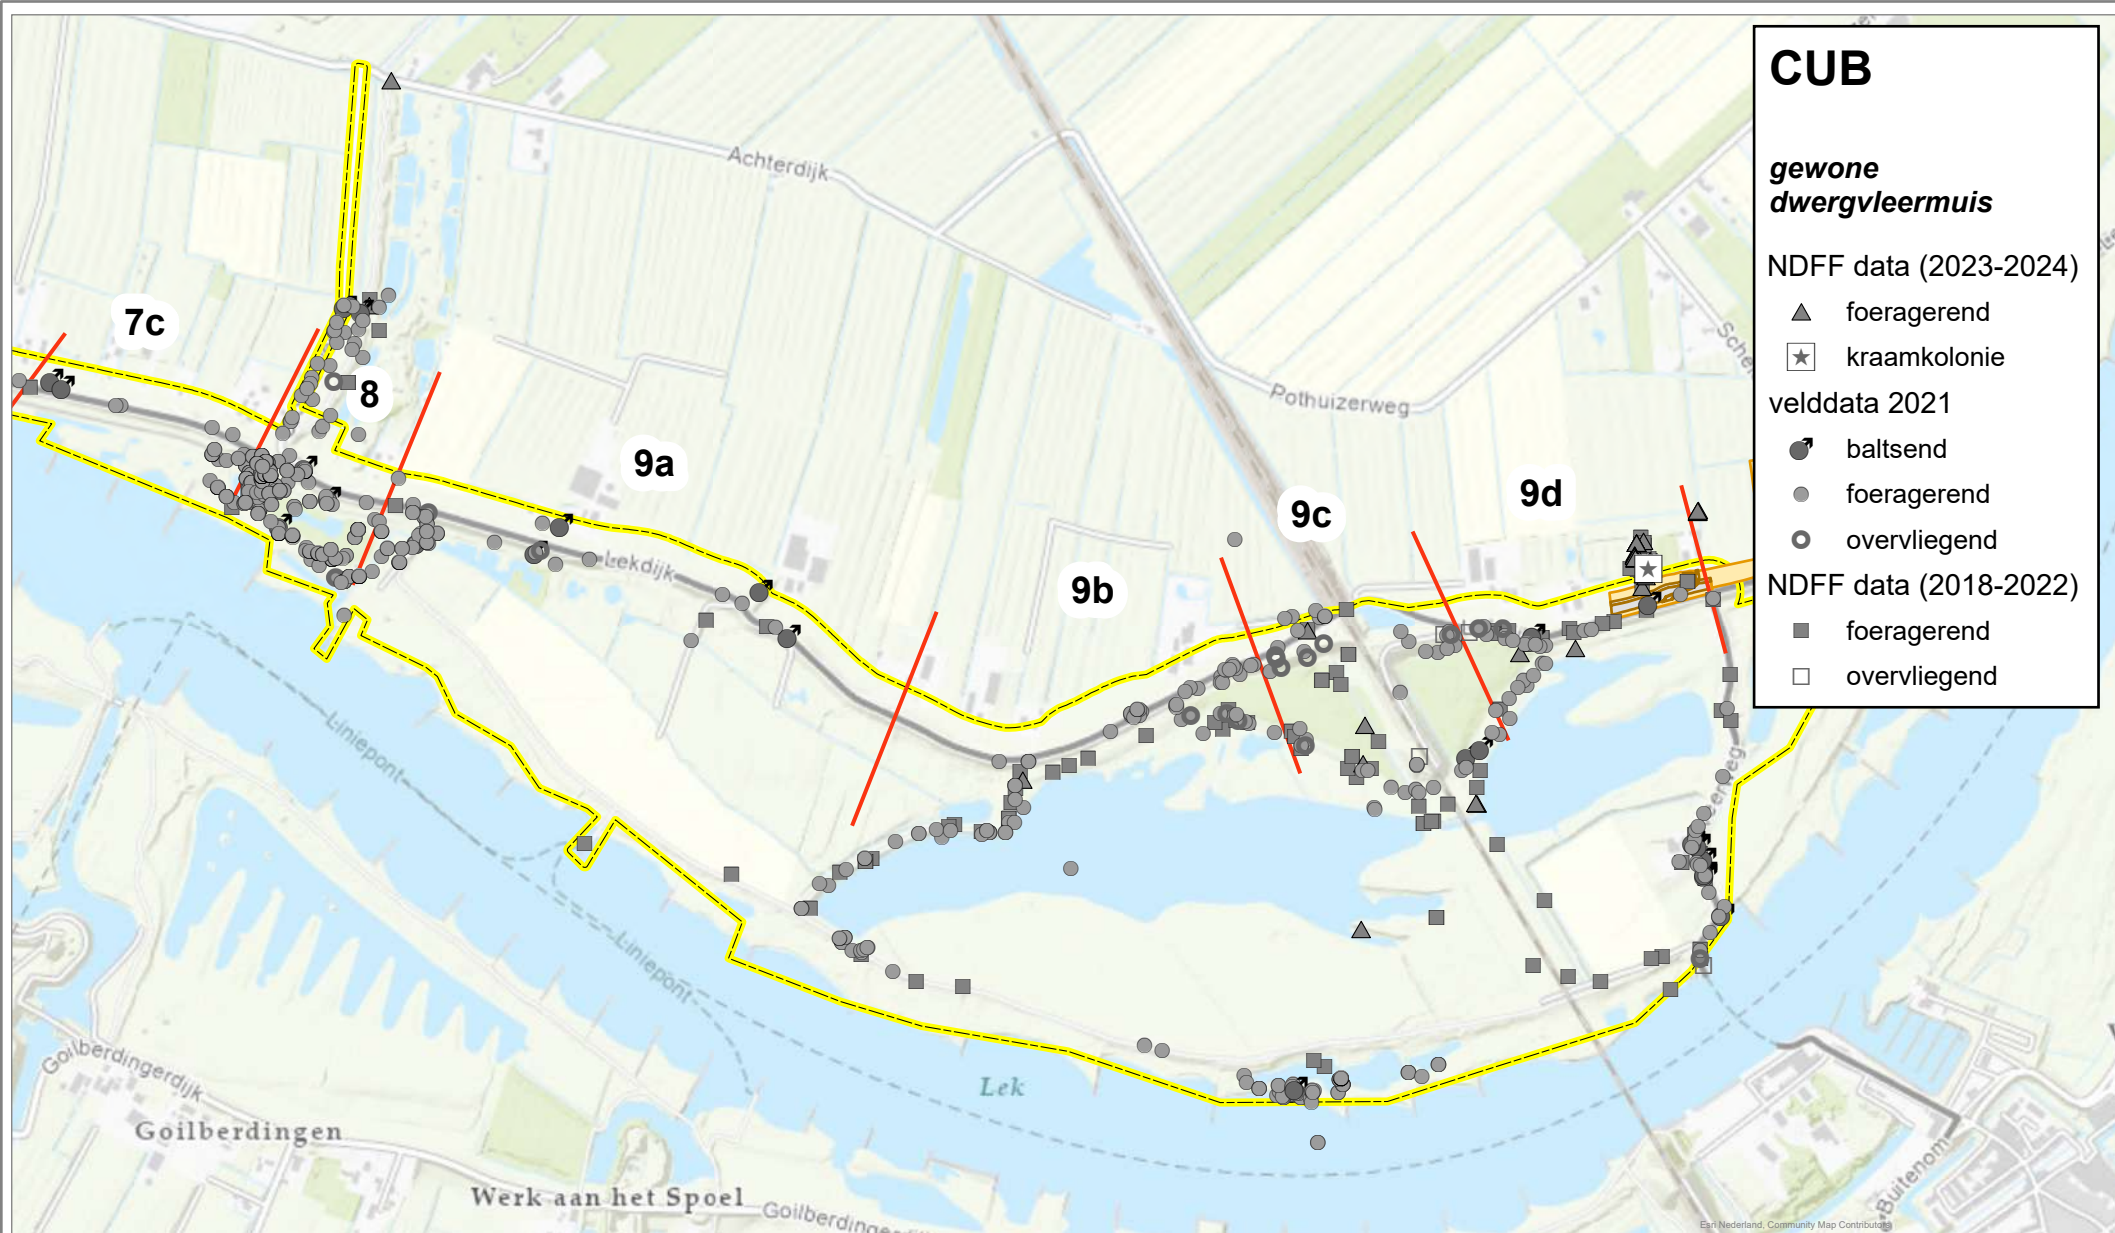 CUB
gewone
dwergvleermuis
NDFF data (2023-2024)
foeragerend
kraamkolonie
velddata 2021
baltsend
foeragerend
overvliegend
NDFF data (2018-2022)
foeragerend
overvliegend
Achterdijk
7c
8
9a
9b
9c
9d
Pothuizerweg
Lekdijk
Liniepont
Liniepont
Lek
Goilberdingerdijk
Goilberdingen
Werk aan het Spoel
Buitenom
Esri Nederland, Community Map Contributors